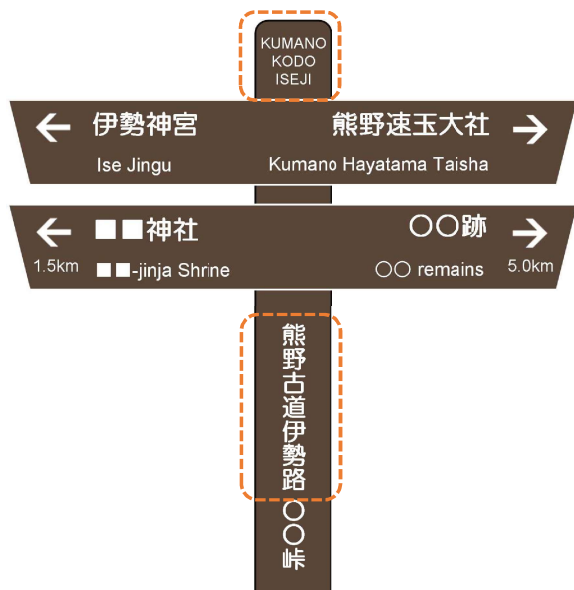 KUMANO
KODO
ISEJI
← 伊勢神宮 熊野速玉大社 →
Ise Jingu Kumano Hayatama Taisha
← ■■神社 〇〇跡 →
1.5km ■■-jinja Shrine 〇〇 remains 5.0km
熊野古道伊勢路 〇〇峠